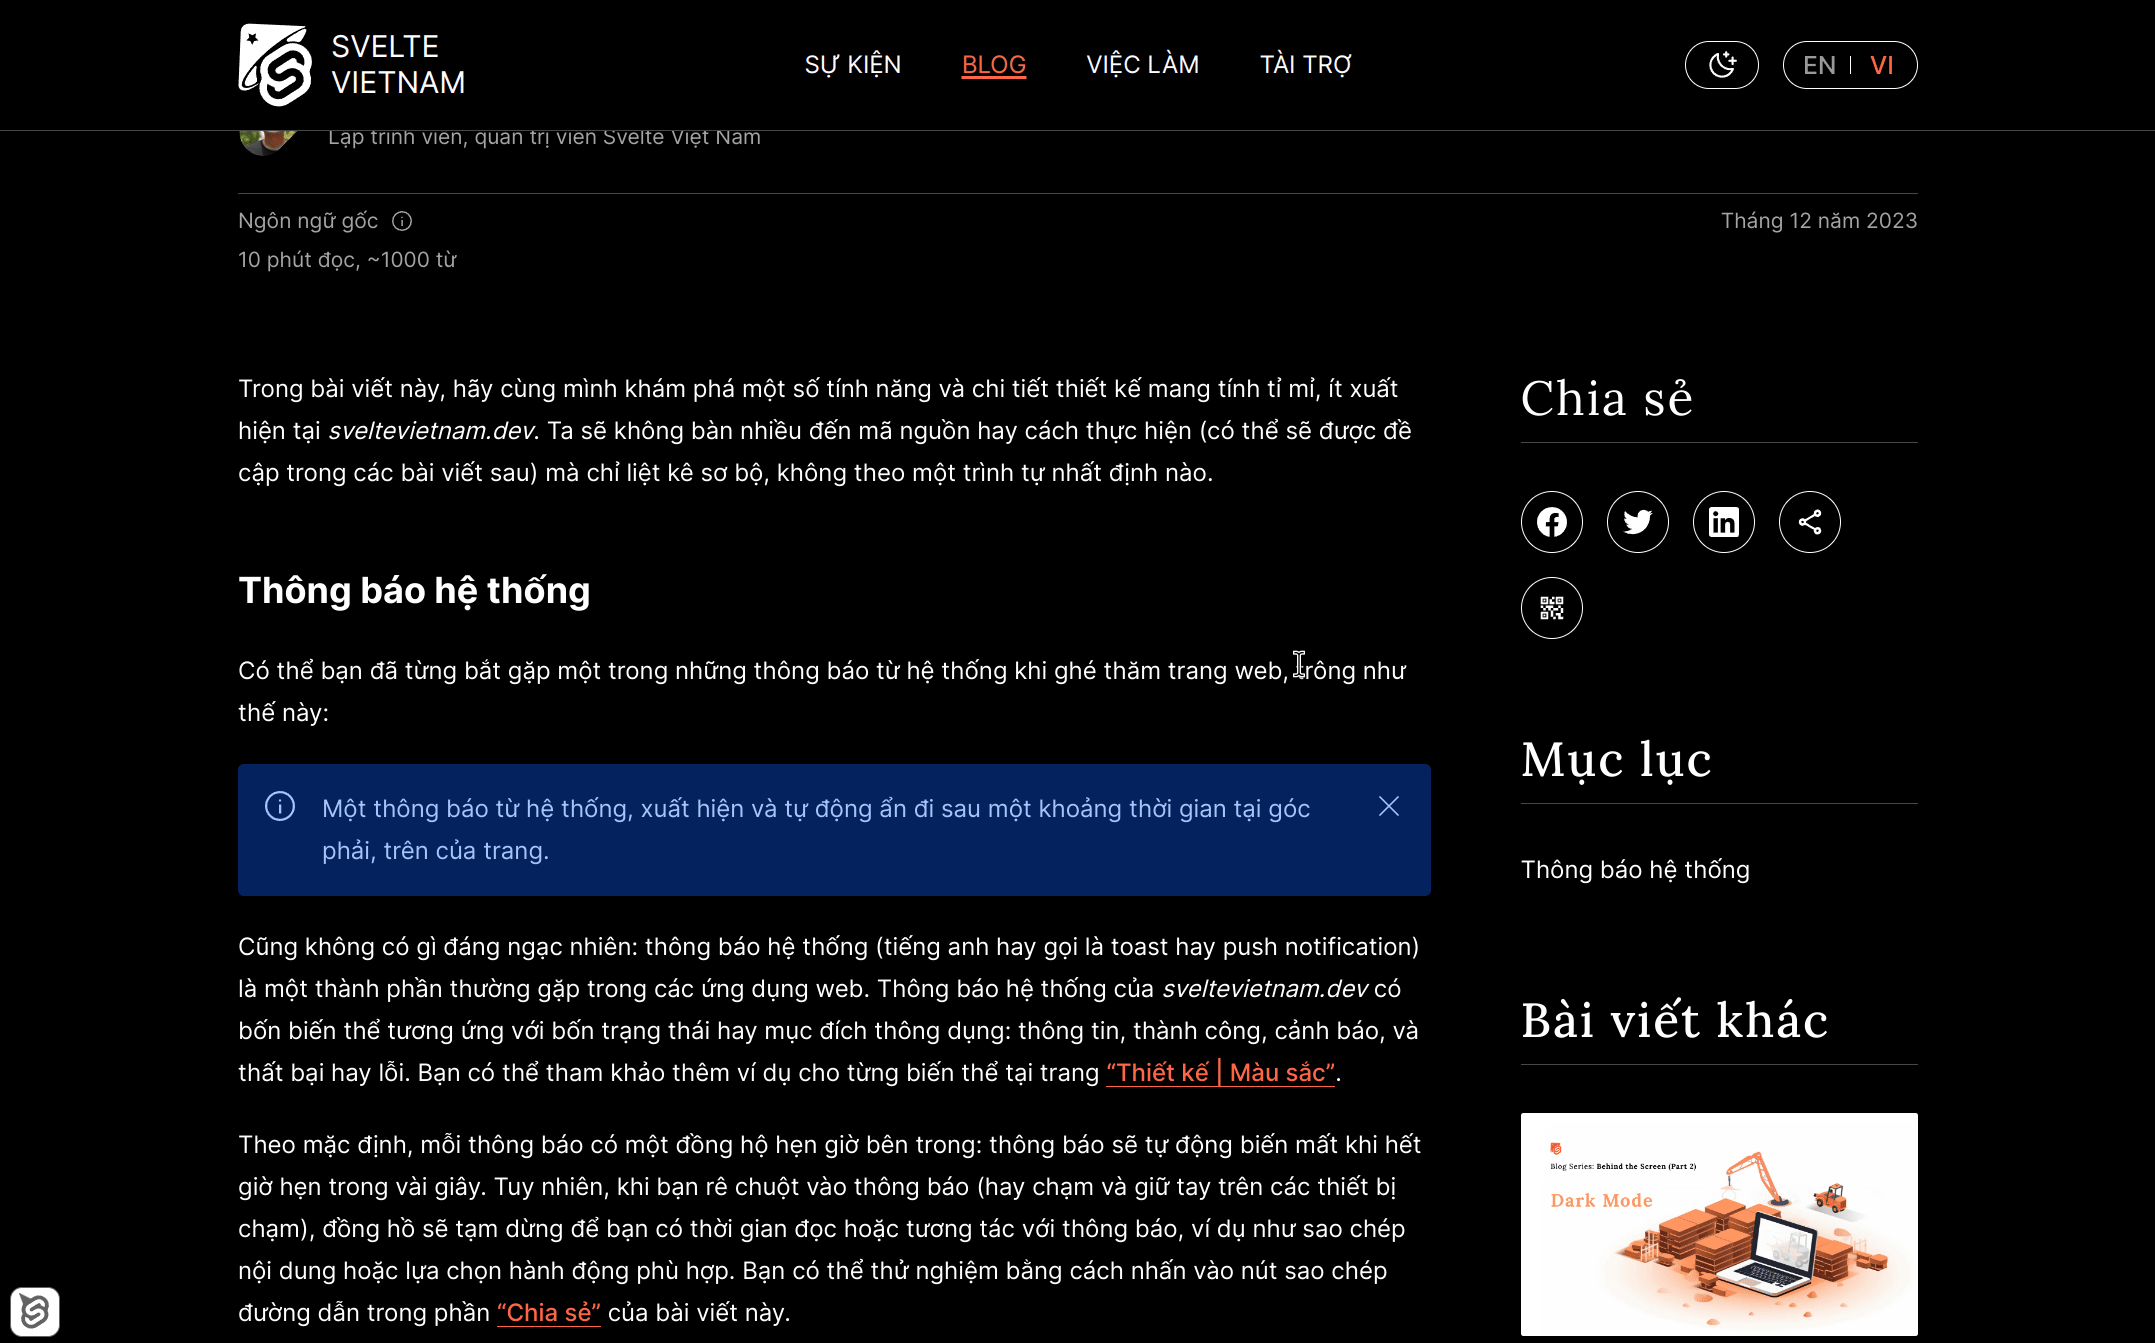 SVELTE
VIETNAM
SỰ KIỆN
BLOG
VIỆC LÀM
TÀI TRỢ
EN | VI
Lập trình viên, quản trị viên Svelte Việt Nam
Ngôn ngữ gốc
Tháng 12 năm 2023
10 phút đọc, ~1000 từ
Trong bài viết này, hãy cùng mình khám phá một số tính năng và chi tiết thiết kế mang tính tỉ mỉ, ít xuất
hiện tại sveltevietnam.dev. Ta sẽ không bàn nhiều đến mã nguồn hay cách thực hiện (có thể sẽ được đề
cập trong các bài viết sau) mà chỉ liệt kê sơ bộ, không theo một trình tự nhất định nào.
Thông báo hệ thống
Có thể bạn đã từng bắt gặp một trong những thông báo từ hệ thống khi ghé thăm trang web, trông như
thế này:
Một thông báo từ hệ thống, xuất hiện và tự động ẩn đi sau một khoảng thời gian tại góc
phải, trên của trang.
Cũng không có gì đáng ngạc nhiên: thông báo hệ thống (tiếng anh hay gọi là toast hay push notification)
là một thành phần thường gặp trong các ứng dụng web. Thông báo hệ thống của sveltevietnam.dev có
bốn biến thể tương ứng với bốn trạng thái hay mục đích thông dụng: thông tin, thành công, cảnh báo, và
thất bại hay lỗi. Bạn có thể tham khảo thêm ví dụ cho từng biến thể tại trang “Thiết kế | Màu sắc”.
Theo mặc định, mỗi thông báo có một đồng hộ hẹn giờ bên trong: thông báo sẽ tự động biến mất khi hết
giờ hẹn trong vài giây. Tuy nhiên, khi bạn rê chuột vào thông báo (hay chạm và giữ tay trên các thiết bị
chạm), đồng hồ sẽ tạm dừng để bạn có thời gian đọc hoặc tương tác với thông báo, ví dụ như sao chép
nội dung hoặc lựa chọn hành động phù hợp. Bạn có thể thử nghiệm bằng cách nhấn vào nút sao chép
đường dẫn trong phần “Chia sẻ” của bài viết này.
Chia sẻ
Mục lục
Thông báo hệ thống
Bài viết khác
Blog Series: Behind the Screen (Part 2)
Dark Mode